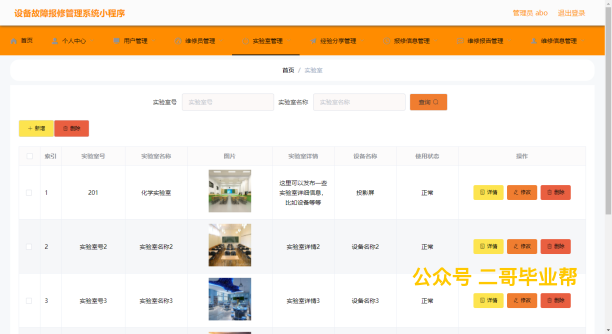 设备故障报修管理系统小程序
管理员 abo 退出登录
首页 个人中心 用户管理 维修员管理 实验室管理 经验分享管理 报修信息管理 维修报告管理 维修信息管理
首页 / 实验室
实验室号 实验室号 实验室名称 实验室名称 查询
+ 新增 删除
索引 实验室号 实验室名称 图片 实验室详情 设备名称 使用状态 操作
1 201 化学实验室 这里可以发布一些实验室详细信息,比如设备等等 投影屏 正常 详情 修改 删除
2 实验室号2 实验室名称2 实验室详情2 设备名称2 正常 详情 修改 删除
公众号 二哥毕业帮
3 实验室号3 实验室名称3 实验室详情3 设备名称3 正常 详情 修改 删除